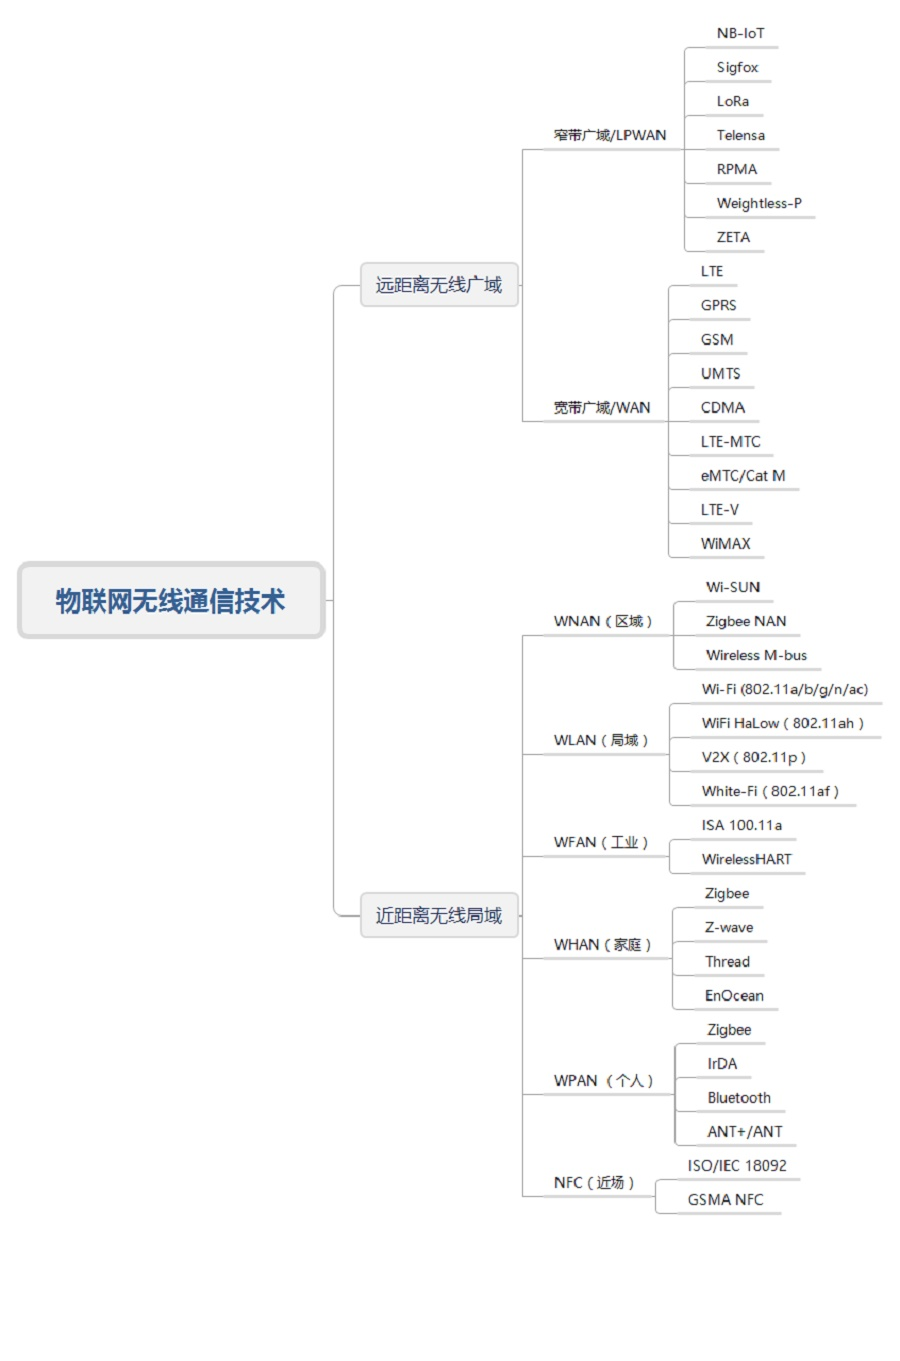 物联网无线通信技术
远距离无线广域
窄带广域/LPWAN
NB-IoT
Sigfox
LoRa
Telensa
RPMA
Weightless-P
ZETA
宽带广域/WAN
LTE
GPRS
GSM
UMTS
CDMA
LTE-MTC
eMTC/Cat M
LTE-V
WiMAX
近距离无线局域
WNAN（区域）
Wi-SUN
Zigbee NAN
Wireless M-bus
WLAN（局域）
Wi-Fi (802.11a/b/g/n/ac)
WiFi HaLow（802.11ah）
V2X（802.11p）
White-Fi（802.11af）
WFAN（工业）
ISA 100.11a
WirelessHART
WHAN（家庭）
Zigbee
Z-wave
Thread
EnOcean
WPAN （个人）
Zigbee
IrDA
Bluetooth
ANT+/ANT
NFC（近场）
ISO/IEC 18092
GSMA NFC